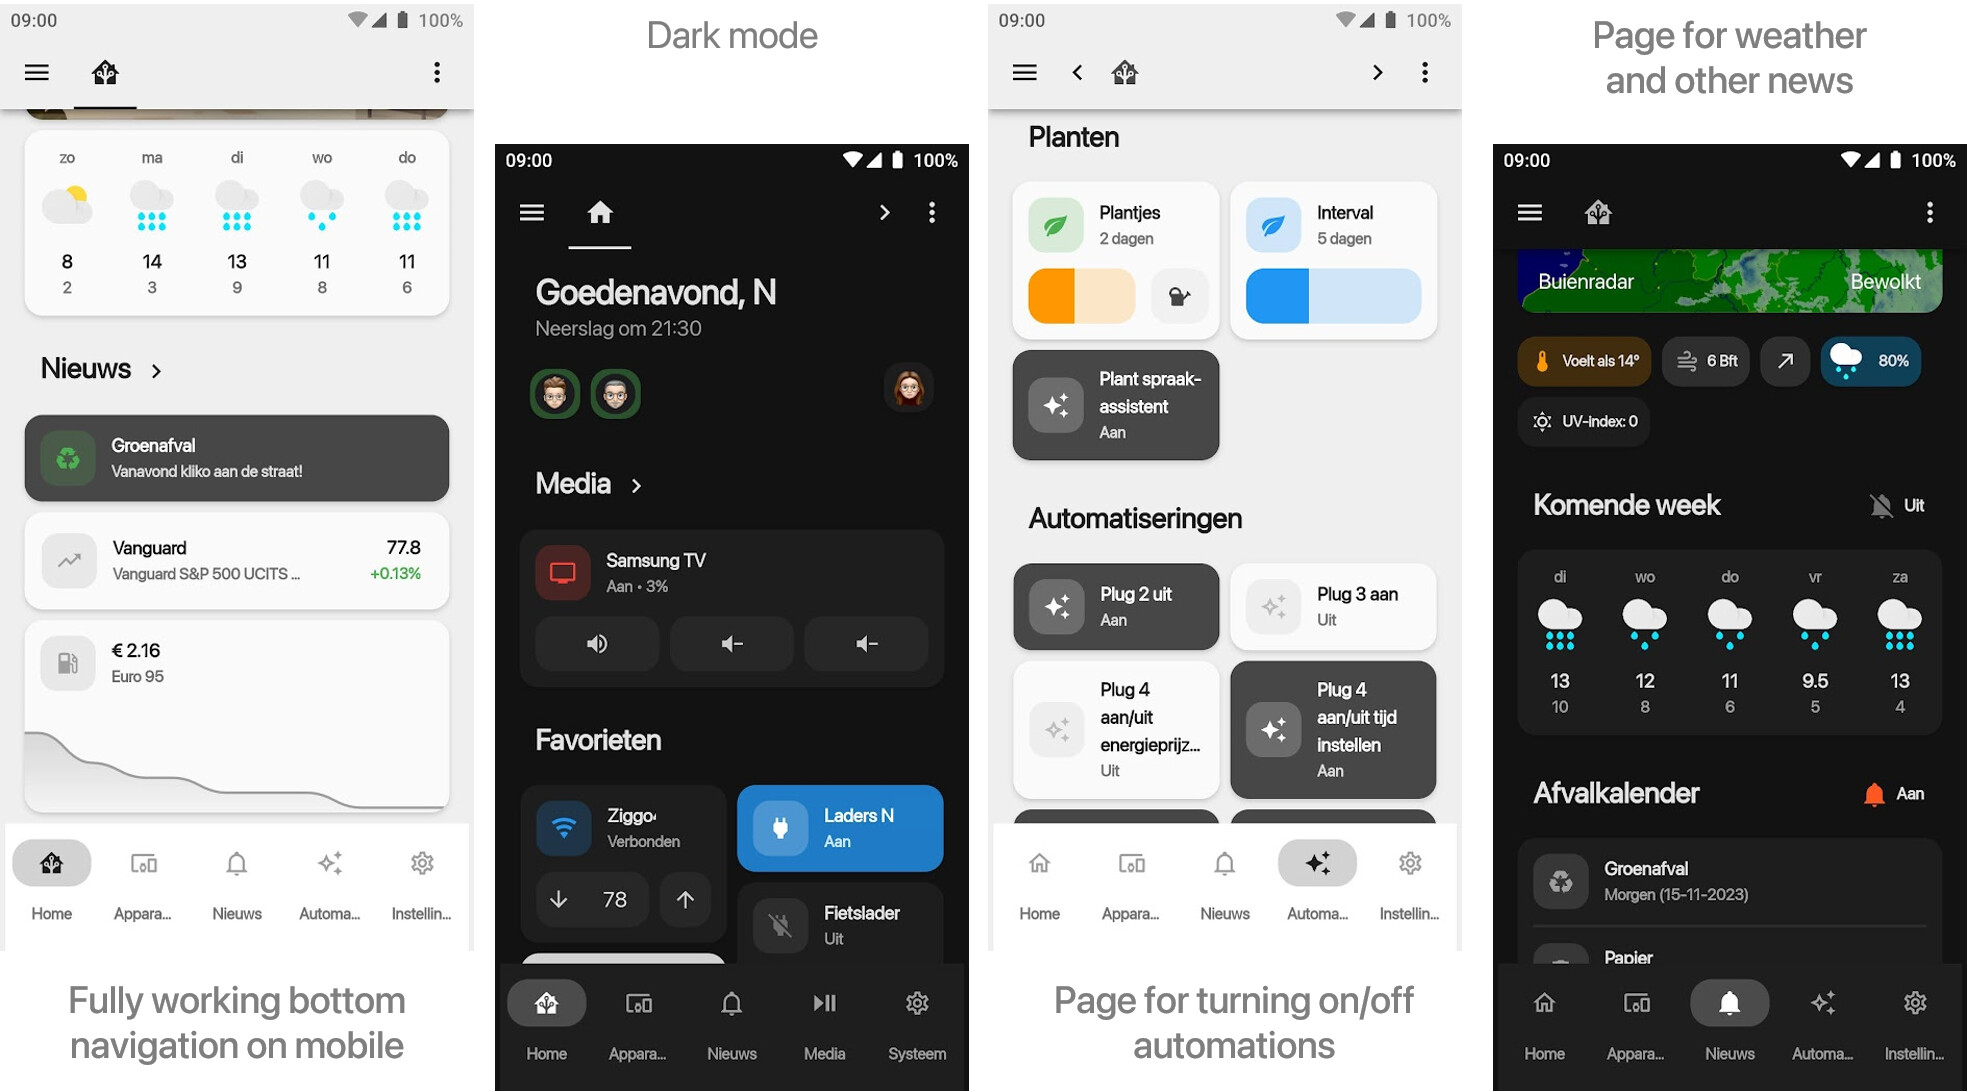 09:00
100%
zo ma di wo do
8 14 13 11 11
2 3 9 8 6
Nieuws
Groenafval
Vanavond kliko aan de straat!
Vanguard 77.8
Vanguard S&P 500 UCITS ... +0.13%
€ 2.16
Euro 95
Home Appara... Nieuws Automa... Instellin...
Fully working bottom
navigation on mobile
Dark mode
09:00
100%
Goedenavond, N
Neerslag om 21:30
Media
Samsung TV
Aan • 3%
Favorieten
Ziggo
Verbonden
78
Laders N
Aan
Fietslader
Uit
Home Appara... Nieuws Media Systeem
09:00
100%
Planten
Plantjes
2 dagen
Interval
5 dagen
Plant spraak-
assistent
Aan
Automatiseringen
Plug 2 uit
Aan
Plug 3 aan
Uit
Plug 4
aan/uit
energieprijz...
Uit
Plug 4
aan/uit tijd
instellen
Aan
Home Appara... Nieuws Automa... Instellin...
Page for turning on/off
automations
Page for weather
and other news
09:00
100%
Buienradar Bewolkt
Voelt als 14° 6 Bft 80%
UV-index: 0
Komende week Uit
di wo do vr za
13 12 11 9.5 13
10 8 6 5 4
Afvalkalender Aan
Groenafval
Morgen (15-11-2023)
Papier
Home Appara... Nieuws Automa... Instellin...